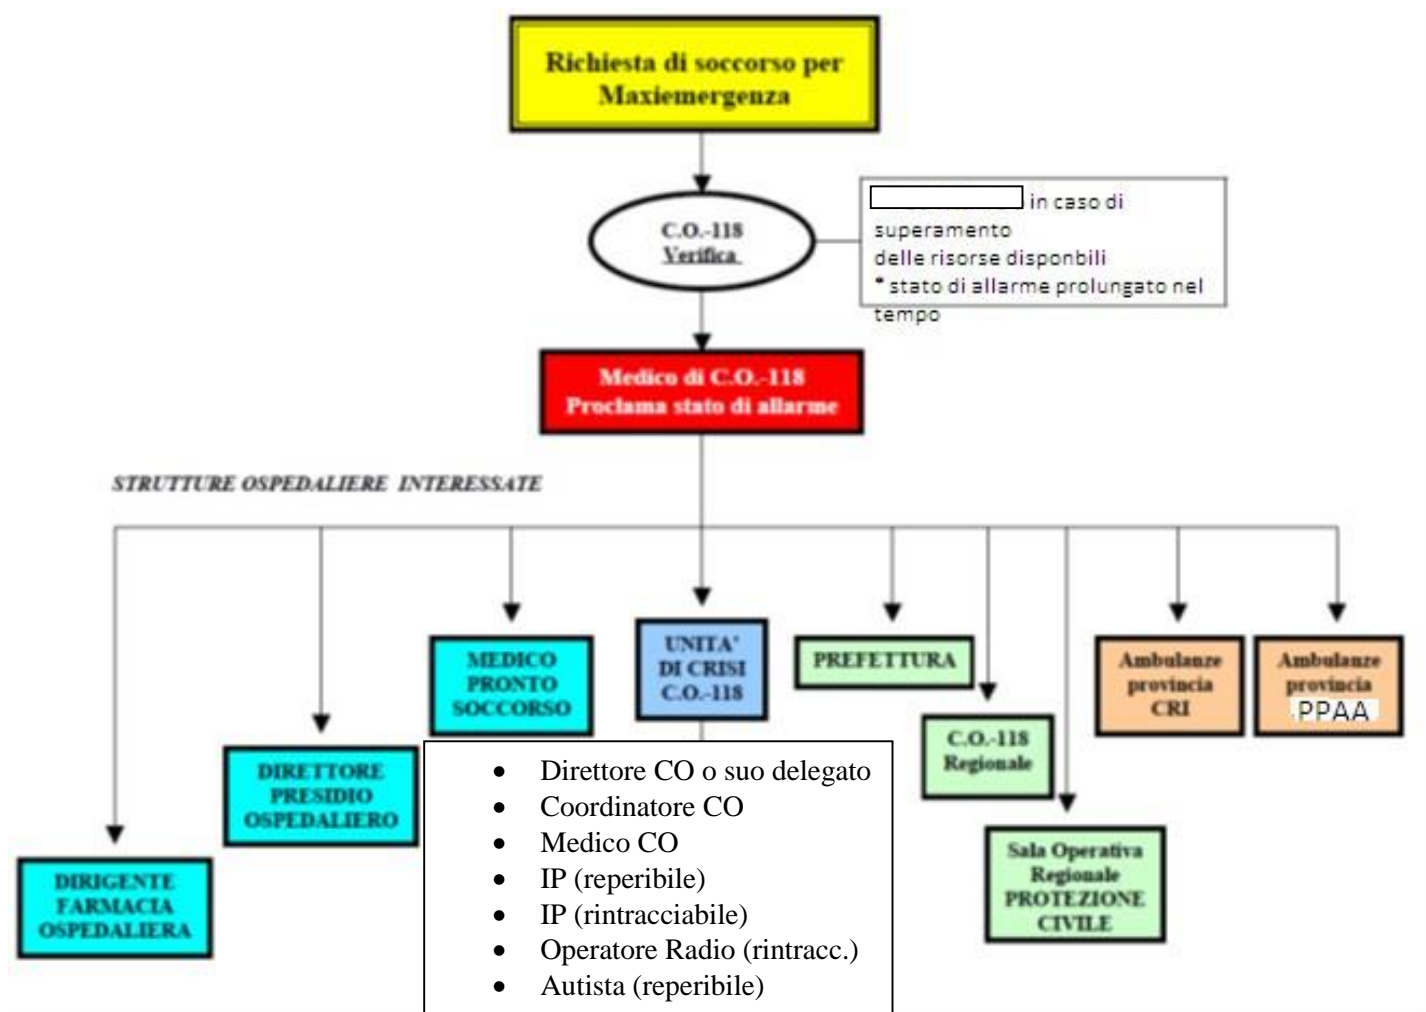 Richiesta di soccorso per
Maxiemergenza
C.O.-118
Verifica
in caso di
superamento
delle risorse disponbili
* stato di allarme prolungato nel
tempo
Medico di C.O.-118
Proclama stato di allarme
STRUTTURE OSPEDALIERE INTERESSATE
MEDICO
PRONTO
SOCCORSO
UNITA'
DI CRISI
C.O.-118
PREFETTURA
Ambulanze
provincia
CRI
Ambulanze
provincia
PPAA
DIRETTORE
PRESIDIO
OSPEDALIERO
C.O.-118
Regionale
DIRIGENTE
FARMACIA
OSPEDALIERA
• Direttore CO o suo delegato
• Coordinatore CO
• Medico CO
• IP (reperibile)
• IP (rintracciabile)
• Operatore Radio (rintracc.)
• Autista (reperibile)
Sala Operativa
Regionale
PROTEZIONE
CIVILE